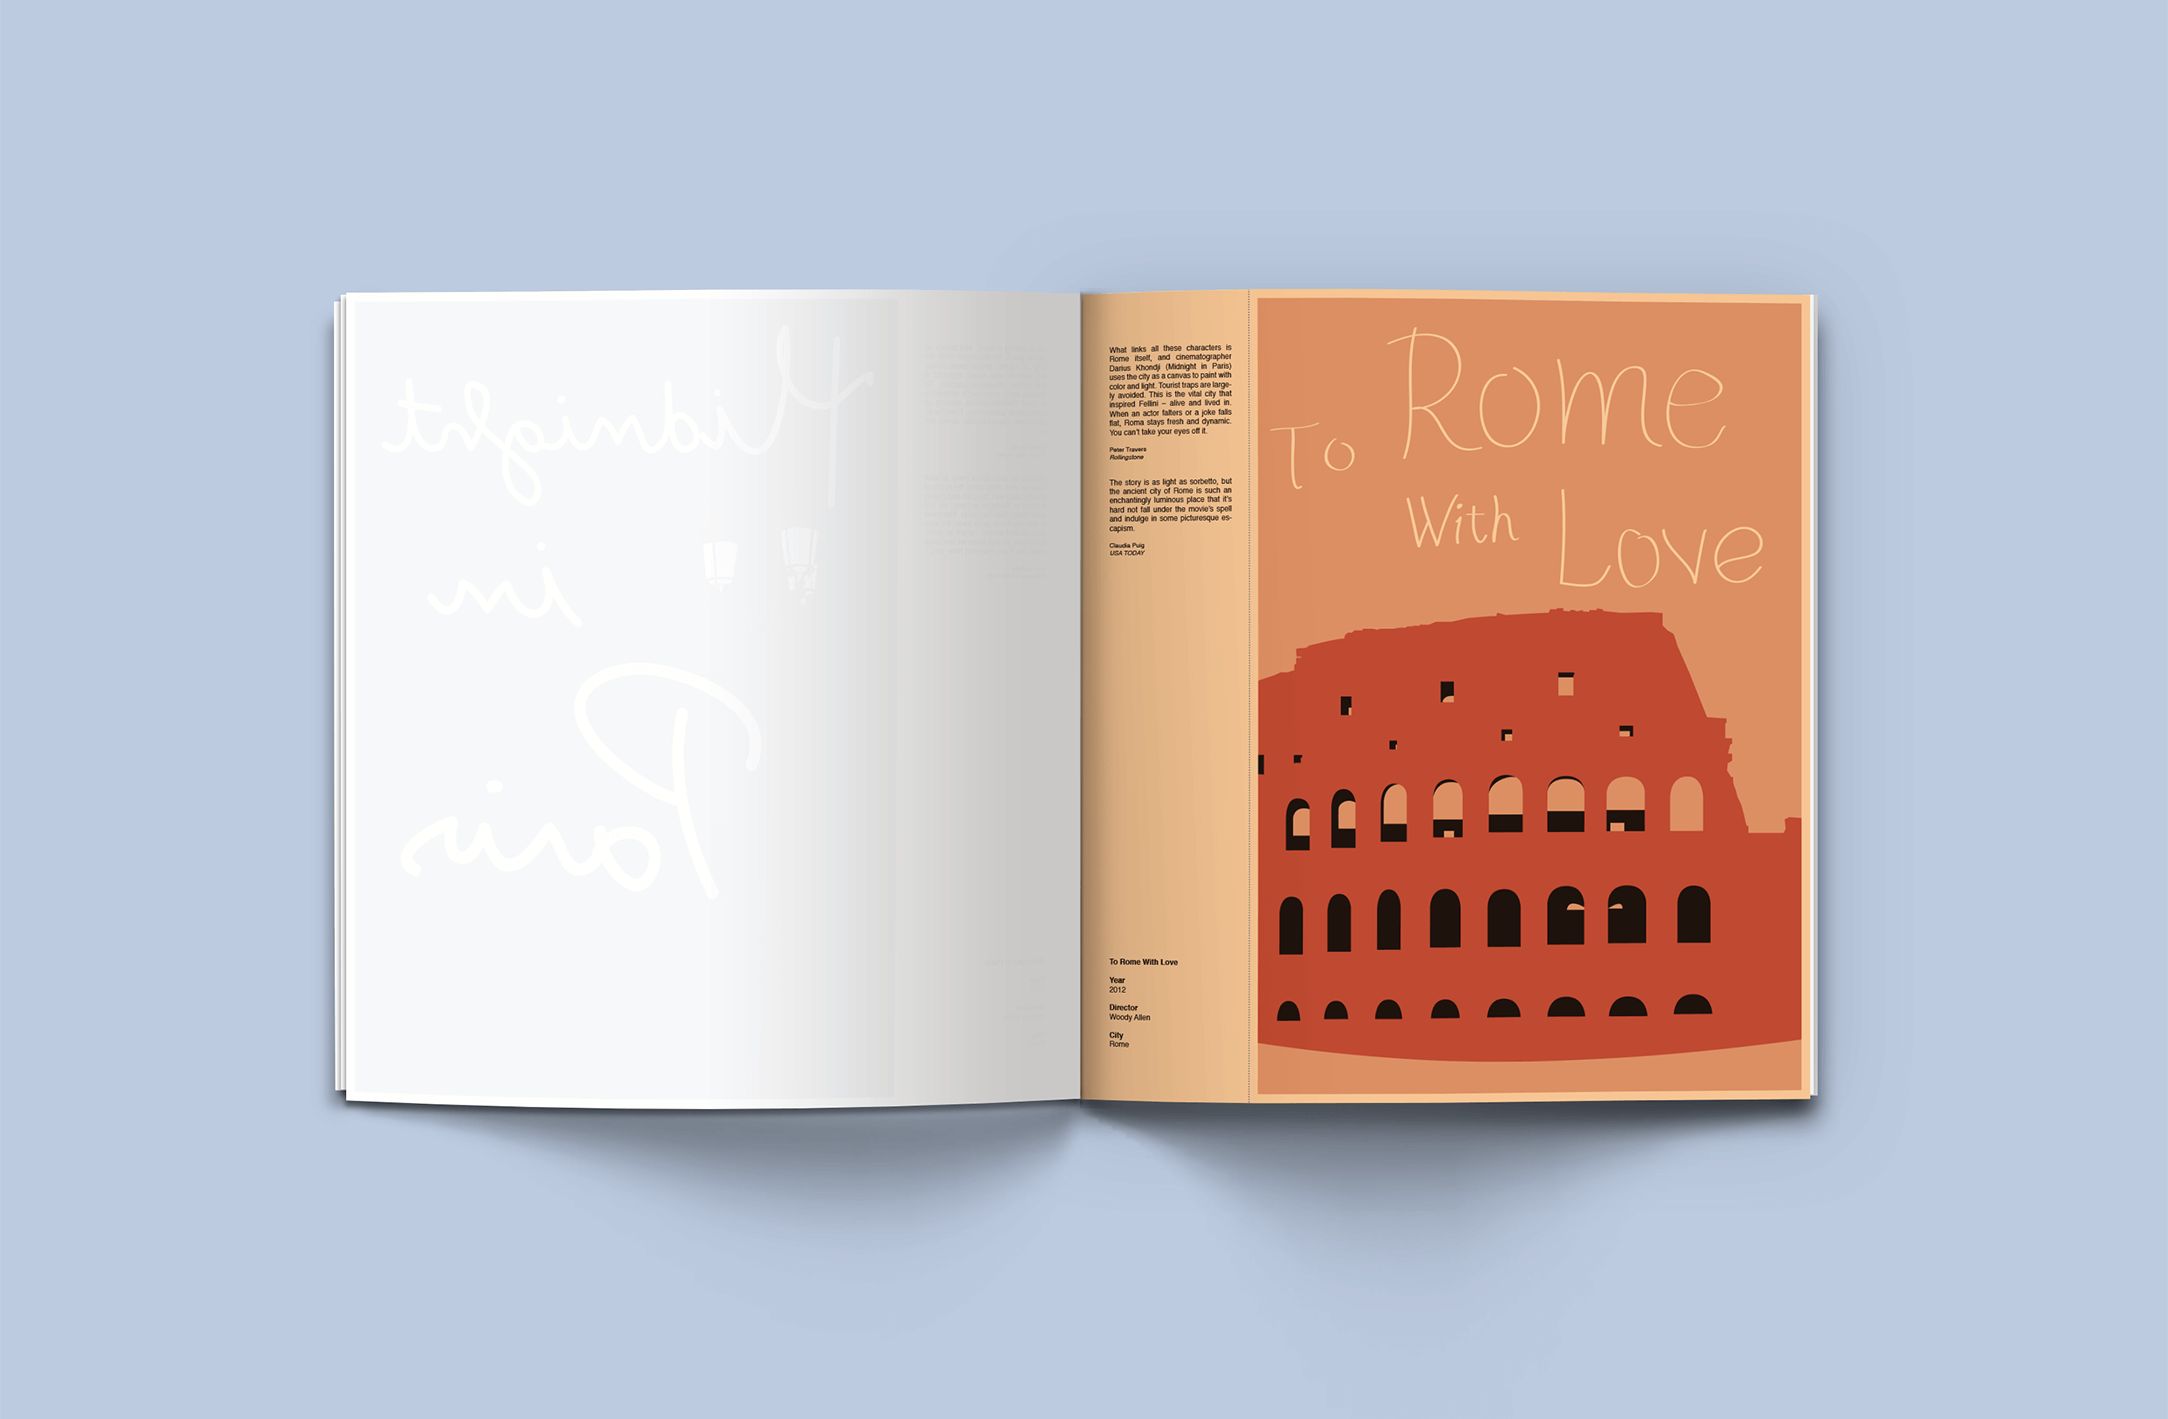 Midnight
in
Paris
What links all these characters is
Rome itself, and cinematographer
Darius Khondji (Midnight in Paris)
uses the city as a canvas to paint with
color and light. Tourist traps are large-
ly avoided. This is the vital city that
inspired Fellini – alive and lived in.
When an actor falters or a joke falls
flat, Roma stays fresh and dynamic.
You can't take your eyes off it.
Peter Travers
Rollingstone
The story is as light as sorbetto, but
the ancient city of Rome is such an
enchantingly luminous place that it's
hard not fall under the movie's spell
and indulge in some picturesque es-
capism.
Claudia Puig
USA TODAY
To Rome With Love
Year
2012
Director
Woody Allen
City
Rome
To Rome
With Love